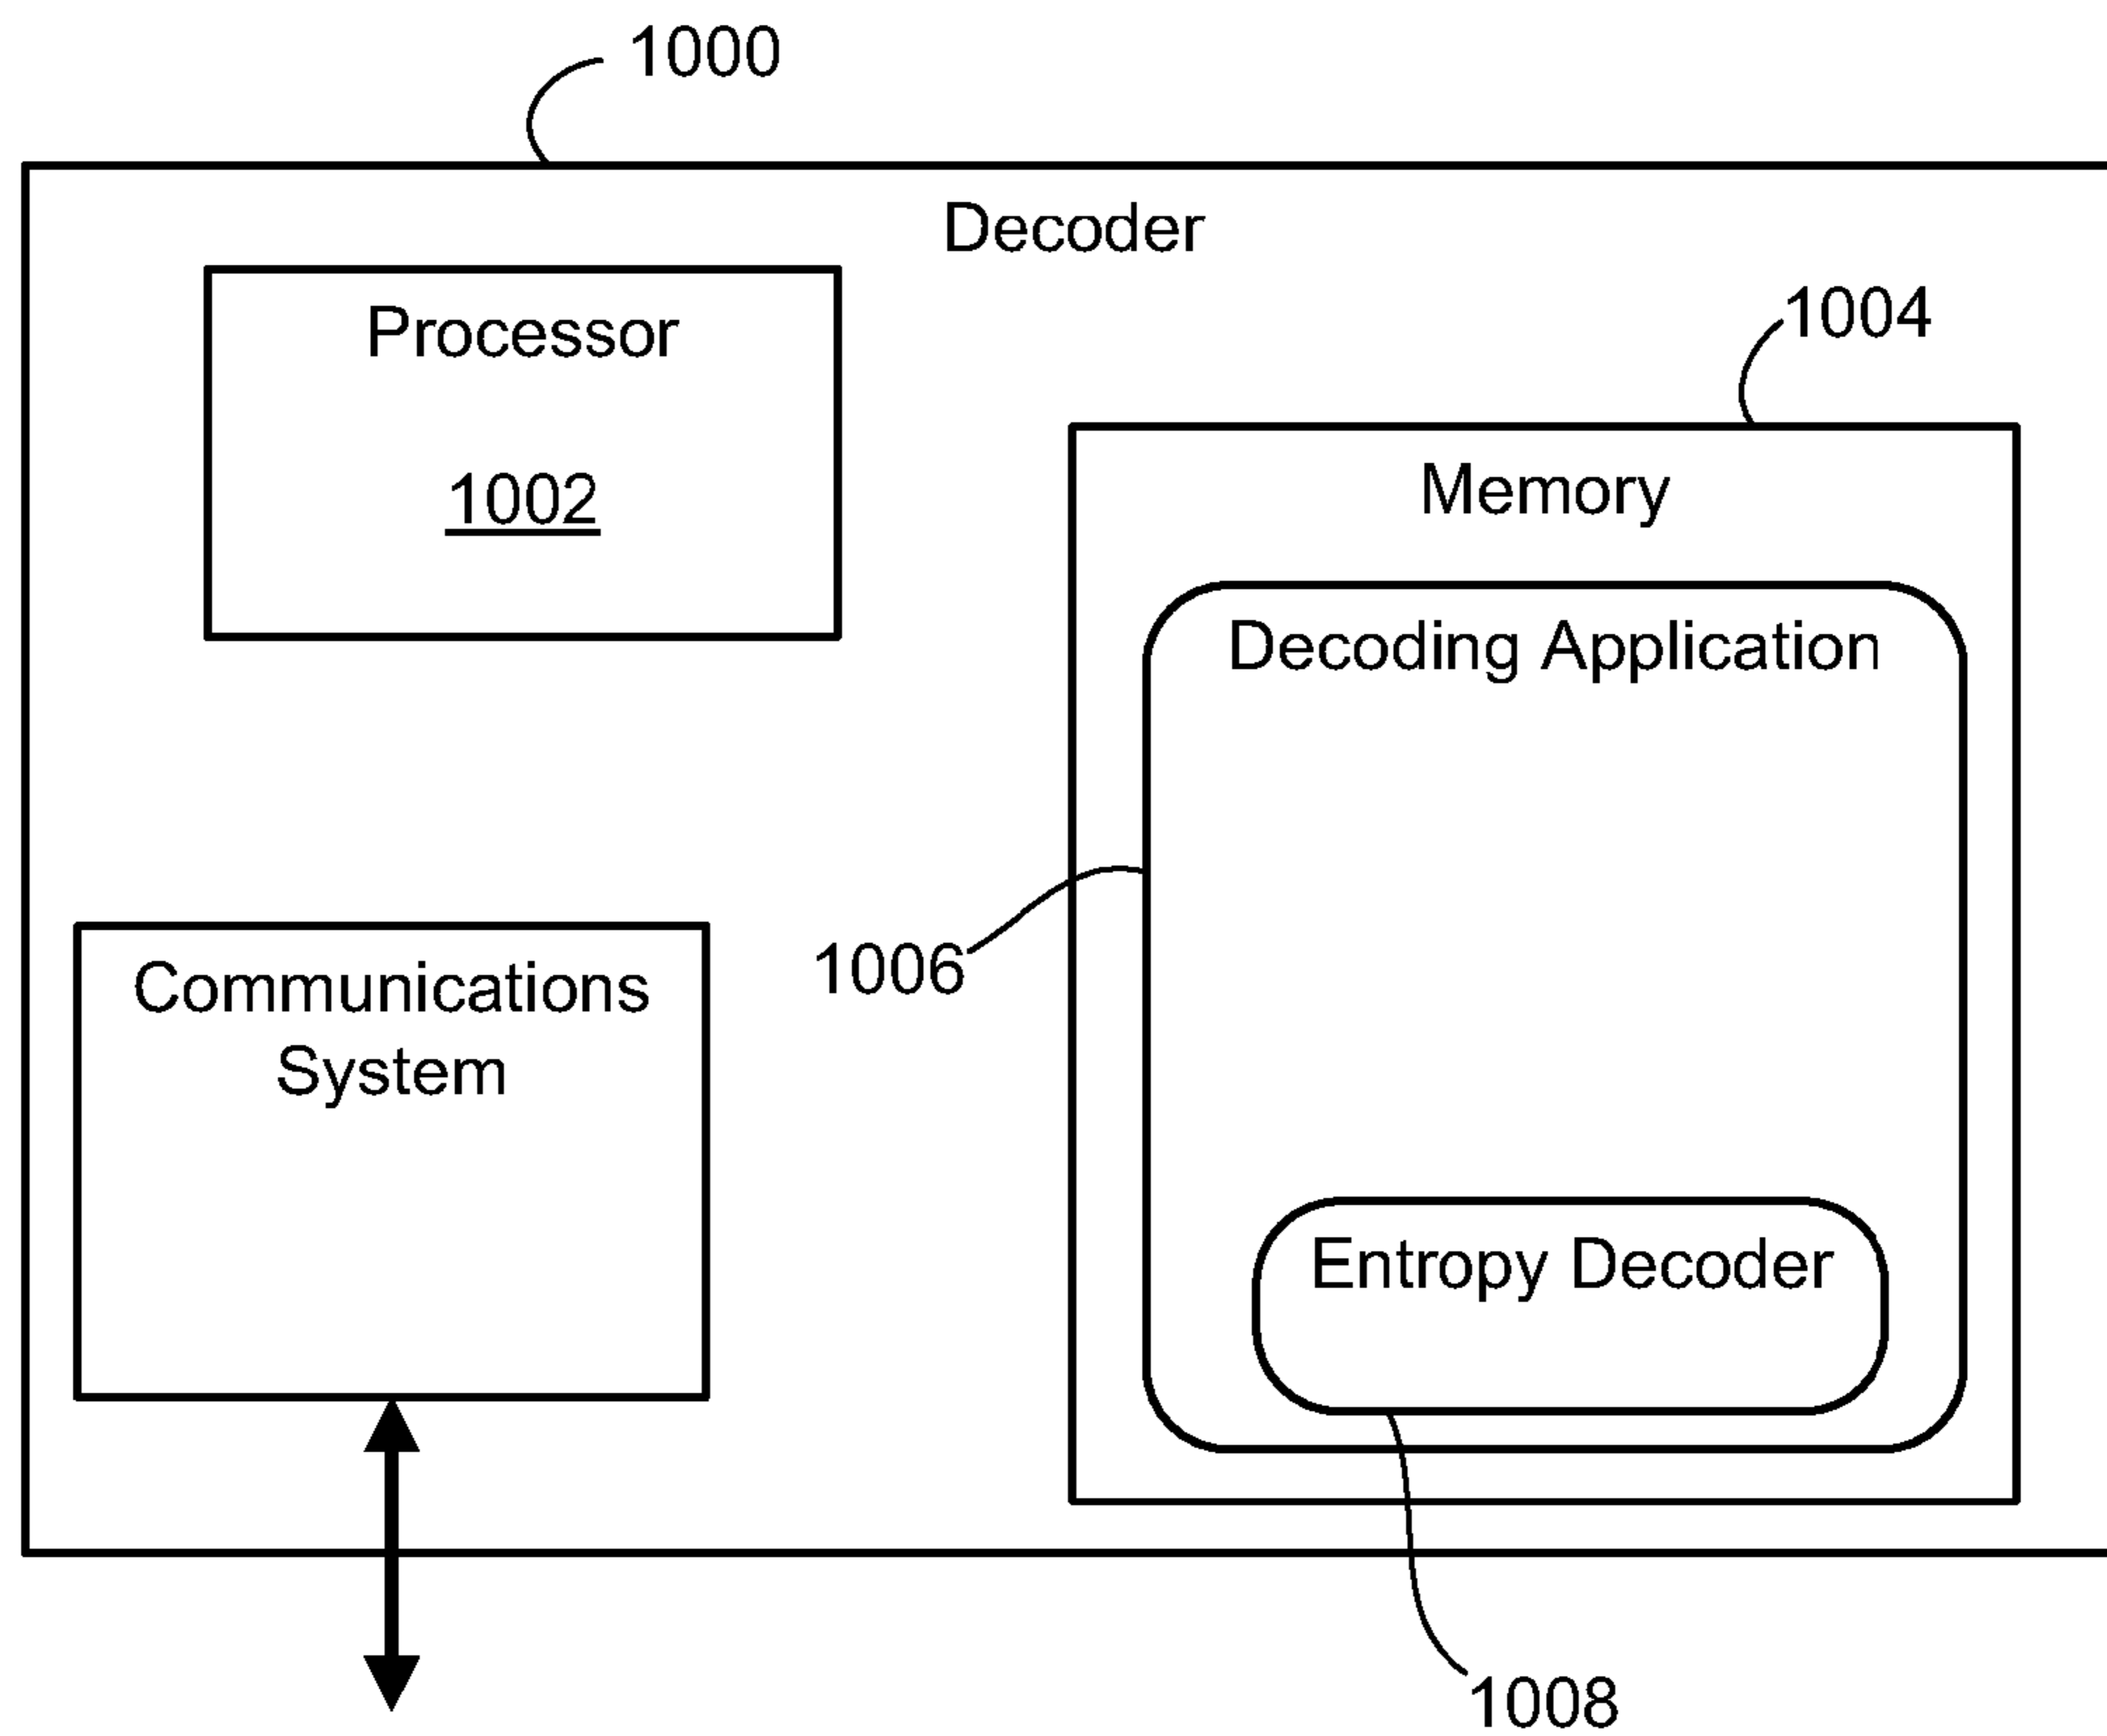 1000
Decoder
Processor
1002
1004
Memory
Decoding Application
1006
Communications
System
Entropy Decoder
1008